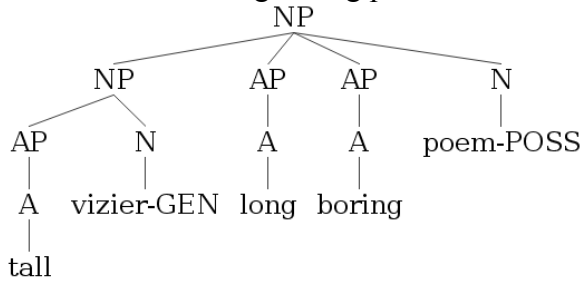 NP
NP AP AP N
AP N A A poem-POSS
A vizier-GEN long boring
tall